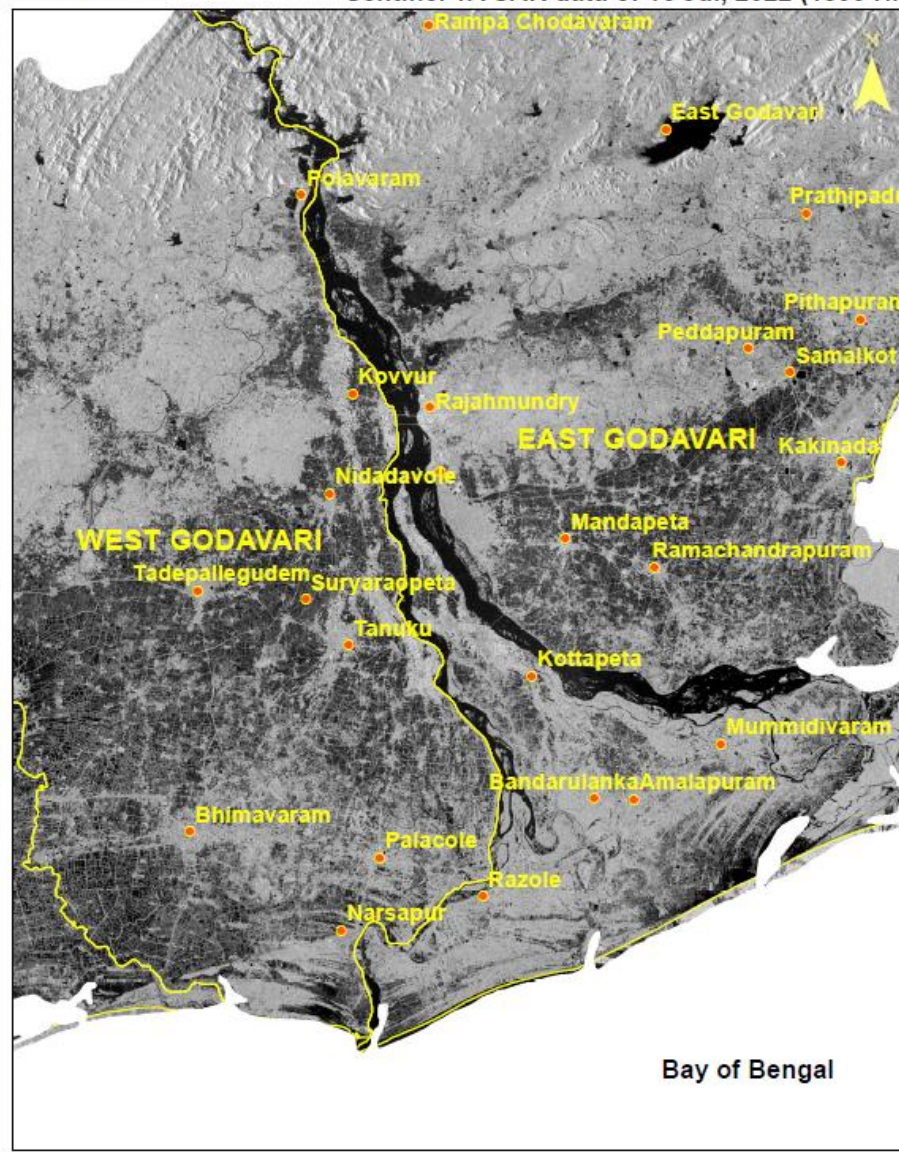 Rampa Chodavaram
N
East Godavari
Polavaram
Prathipad
Pithapuram
Peddapuram
Samalkot
Kovvur
Rajahmundry
EAST GODAVARI
Kakinada
Nidadavole
Mandapeta
WEST GODAVARI
Ramachandrapuram
Tadepallegudem
Suryaraopeta
Tanuku
Kottapeta
Mummidivaram
Bandarulanka
Amalapuram
Bhimavaram
Palacole
Razole
Narsapur
Bay of Bengal